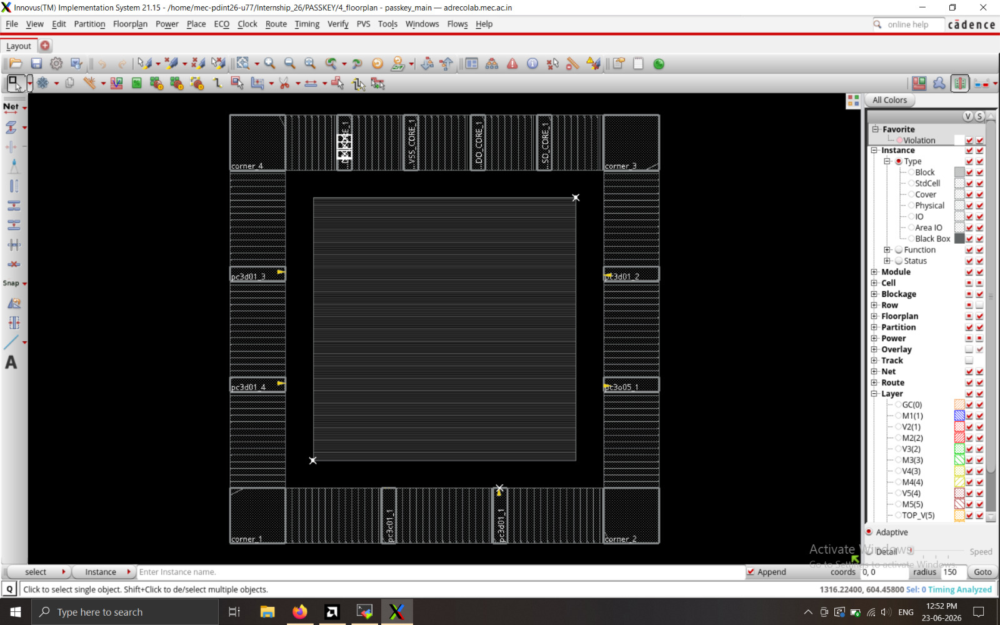 Innovus(TM) Implementation System 21.15 - /home/mec-pdint26-u77/Internship_26/PASSKEY/4_floorplan - passkey_main — adrecolab.mec.ac.in
File View Edit Partition Floorplan Power Place ECO Clock Route Timing Verify PVS Tools Windows Flows Help
online help
cādence
Layout
Net
Snap
A
..VSS_CORE_1
..DO_CORE_1
..SO_CORE_1
corner_4
corner_3
pc3d01_3
pc3d01_2
pc3d01_4
pc3o05_1
pc3c01_1
pc3d01_1
corner_1
corner_2
All Colors
V S
Favorite
Violation
Instance
Type
Block
StdCell
Cover
Physical
IO
Area IO
Black Box
Function
Status
Module
Cell
Blockage
Row
Floorplan
Partition
Power
Overlay
Track
Net
Route
Layer
GC(0)
M1(1)
V2(1)
M2(2)
V3(2)
M3(3)
V4(3)
M4(4)
V5(4)
M5(5)
TOP_V(5)
Adaptive
Detail Speed
Activate Windows
Go to Settings to activate Windows.
select Instance Enter Instance name. Append coords 0, 0 radius 150 Goto
Q Click to select single object. Shift+Click to de/select multiple objects. 1316.22400, 604.45800 Sel: 0 Timing Analyzed
Type here to search
ENG
12:52 PM
23-06-2026